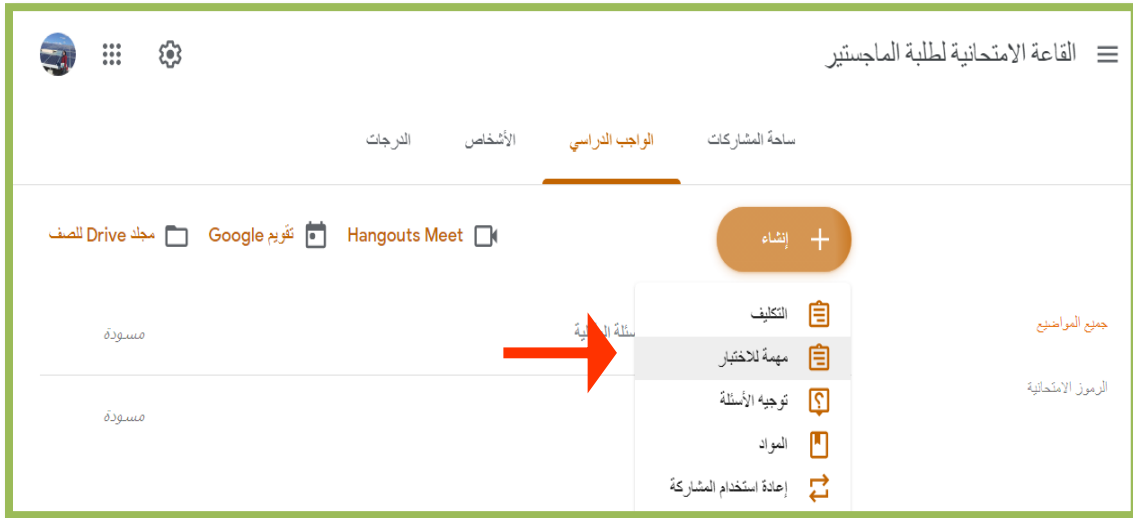 القاعة الامتحانية لطلبة الماجستير
ساحة المشاركات الواجب الدراسي الأشخاص الدرجات
إنشاء Hangouts Meet تقويم Google مجلد Drive للصف
التكليف
جميع المواضيع
مسودة
مهمة للاختبار
الرموز الامتحانية
توجيه الأسئلة
مسودة
المواد
إعادة استخدام المشاركة